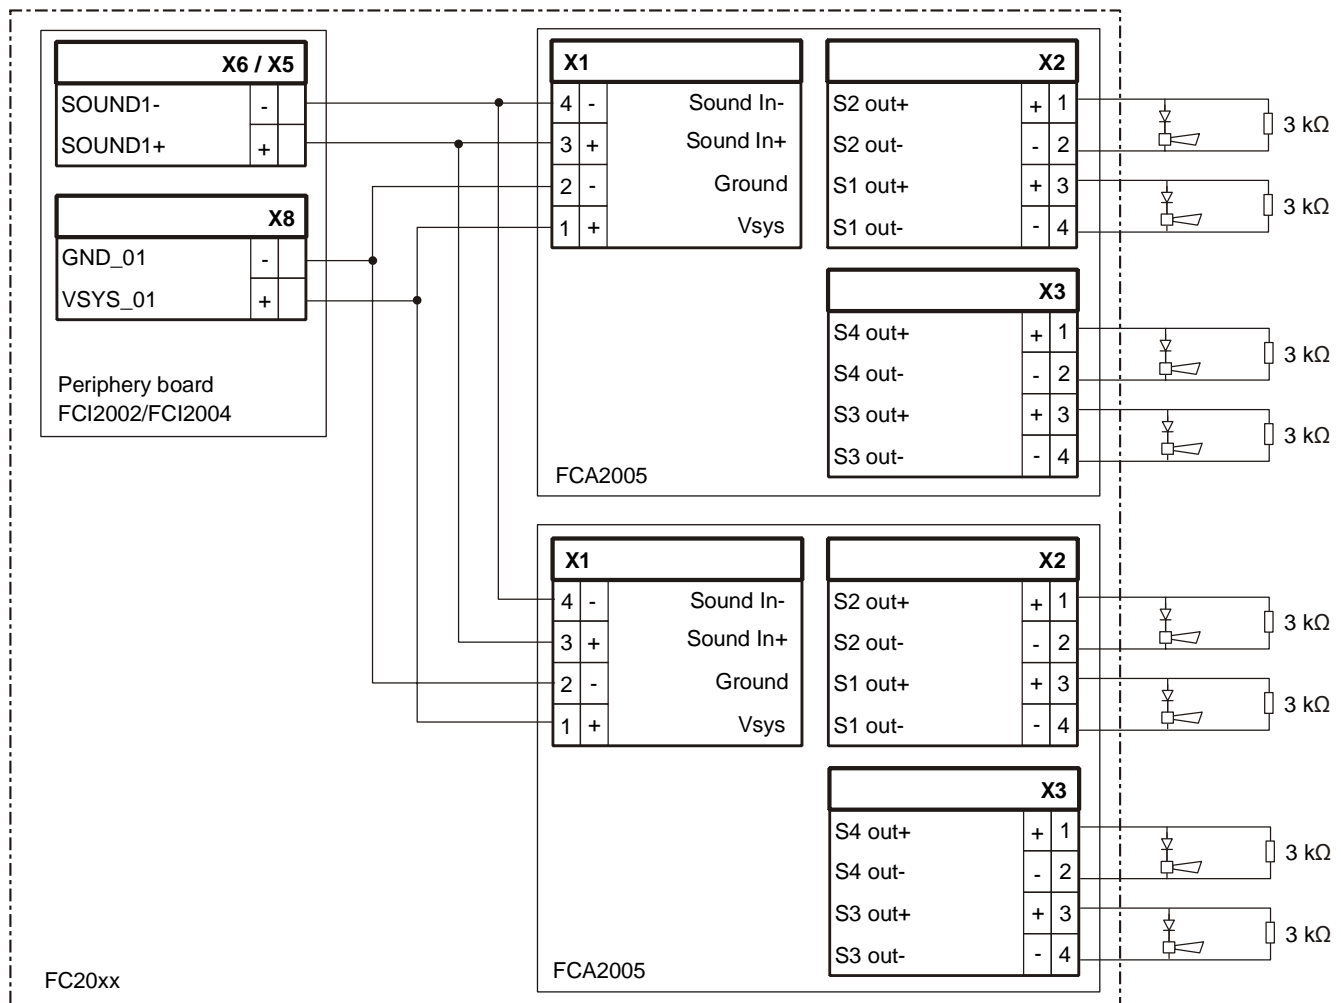 X6 / X5
SOUND1- -
SOUND1+ +
X8
GND_01 -
VSYS_01 +
Periphery board
FCI2002/FCI2004
X1
4 - Sound In-
3 + Sound In+
2 - Ground
1 + Vsys
X2
S2 out+ + 1
S2 out- - 2
S1 out+ + 3
S1 out- - 4
3 kΩ
3 kΩ
X3
S4 out+ + 1
S4 out- - 2
S3 out+ + 3
S3 out- - 4
3 kΩ
3 kΩ
FCA2005
X1
4 - Sound In-
3 + Sound In+
2 - Ground
1 + Vsys
X2
S2 out+ + 1
S2 out- - 2
S1 out+ + 3
S1 out- - 4
3 kΩ
3 kΩ
X3
S4 out+ + 1
S4 out- - 2
S3 out+ + 3
S3 out- - 4
3 kΩ
3 kΩ
FCA2005
FC20xx